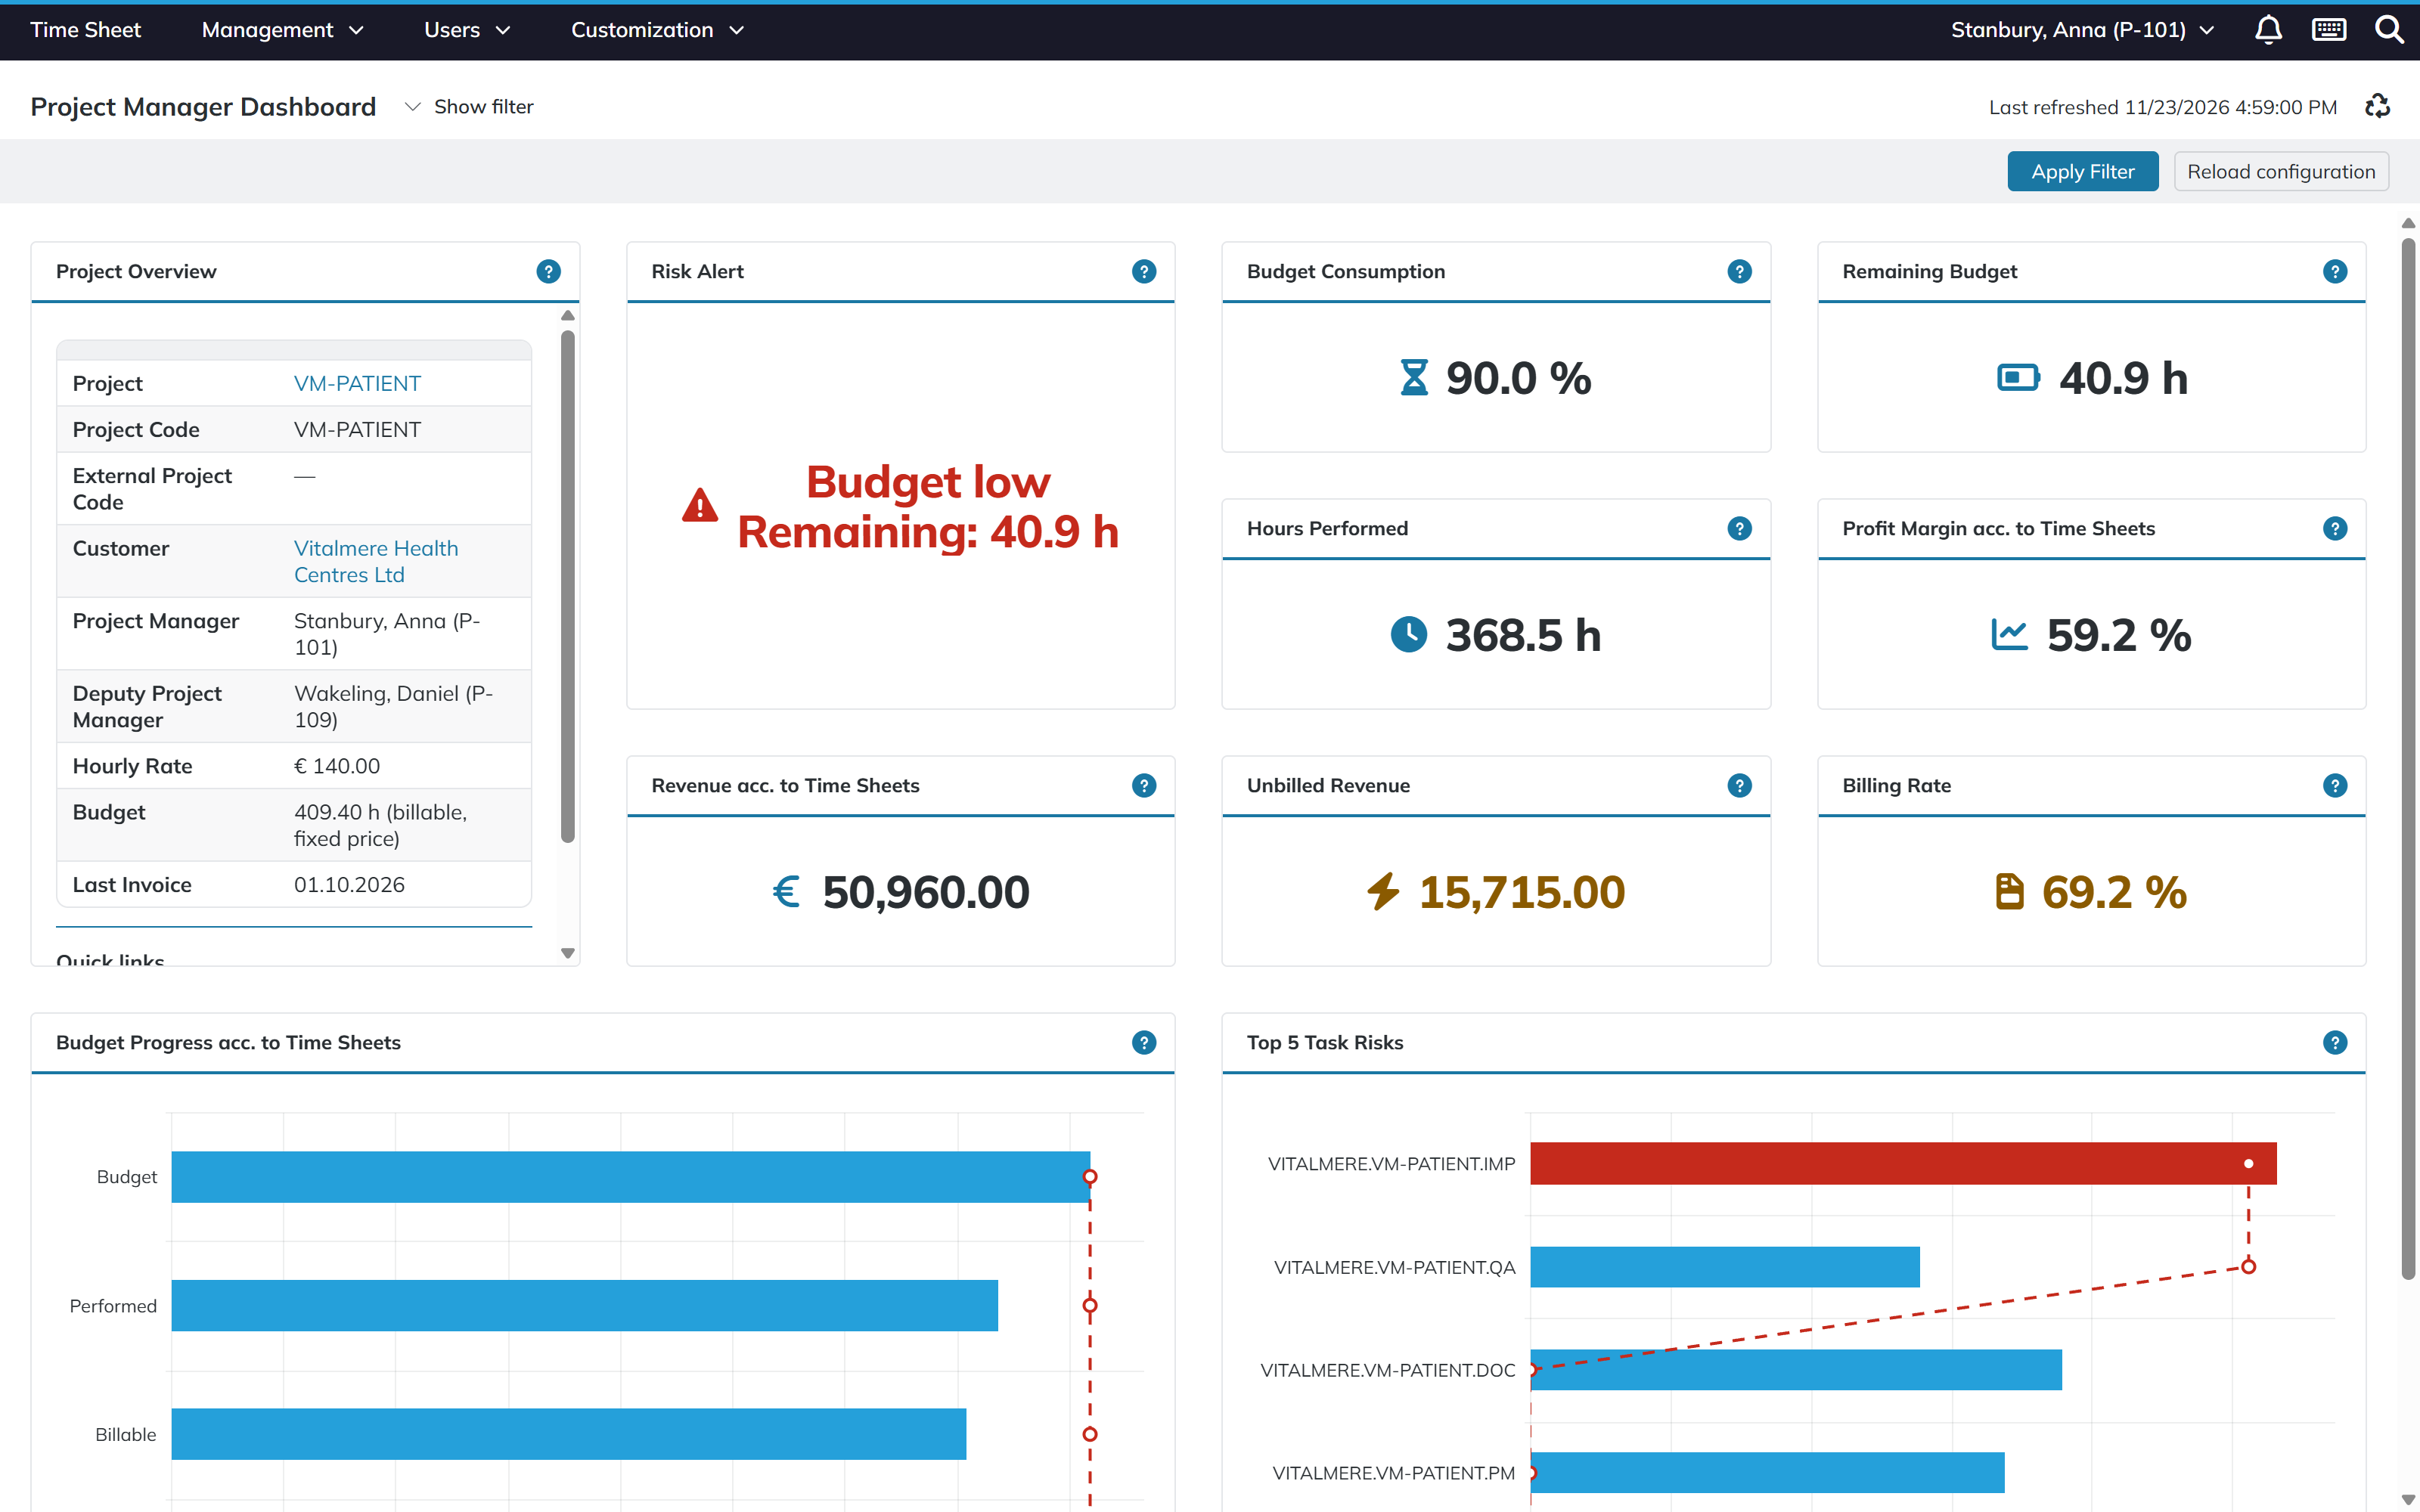 Time Sheet
Management
Users
Customization
Stanbury, Anna (P-101)
Project Manager Dashboard
Show filter
Last refreshed 11/23/2026 4:59:00 PM
Apply Filter
Reload configuration
Project Overview
Project
VM-PATIENT
Project Code
VM-PATIENT
External Project
Code
—
Customer
Vitalmere Health
Centres Ltd
Project Manager
Stanbury, Anna (P-
101)
Deputy Project
Manager
Wakeling, Daniel (P-
109)
Hourly Rate
€ 140.00
Budget
409.40 h (billable,
fixed price)
Last Invoice
01.10.2026
Quick links
Risk Alert
Budget low
Remaining: 40.9 h
Budget Consumption
90.0 %
Remaining Budget
40.9 h
Hours Performed
368.5 h
Profit Margin acc. to Time Sheets
59.2 %
Revenue acc. to Time Sheets
€ 50,960.00
Unbilled Revenue
15,715.00
Billing Rate
69.2 %
Budget Progress acc. to Time Sheets
Budget
Performed
Billable
Top 5 Task Risks
VITALMERE.VM-PATIENT.IMP
VITALMERE.VM-PATIENT.QA
VITALMERE.VM-PATIENT.DOC
VITALMERE.VM-PATIENT.PM